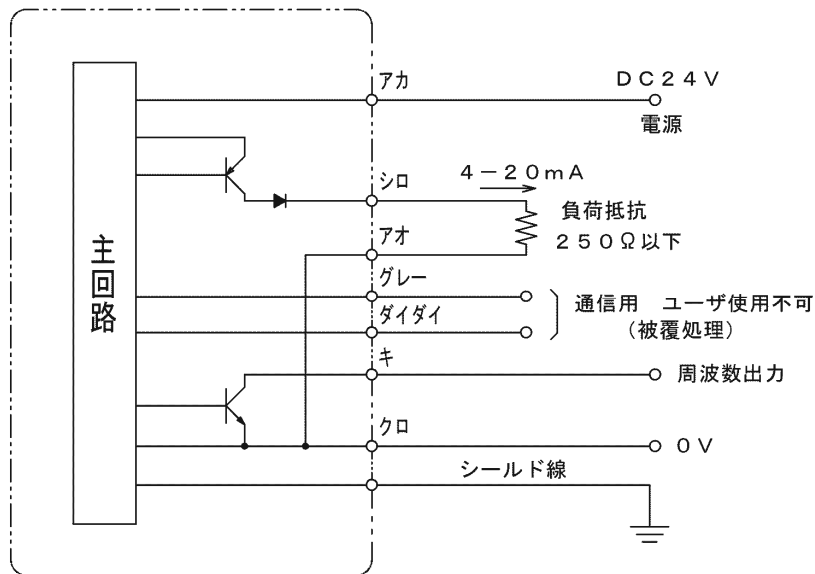 アカ
DC24V
電源
シロ
4-20mA
負荷抵抗
250Ω以下
アオ
グレー
ダイダイ
通信用 ユーザ使用不可
(被覆処理)
主回路
キ
周波数出力
クロ
0V
シールド線